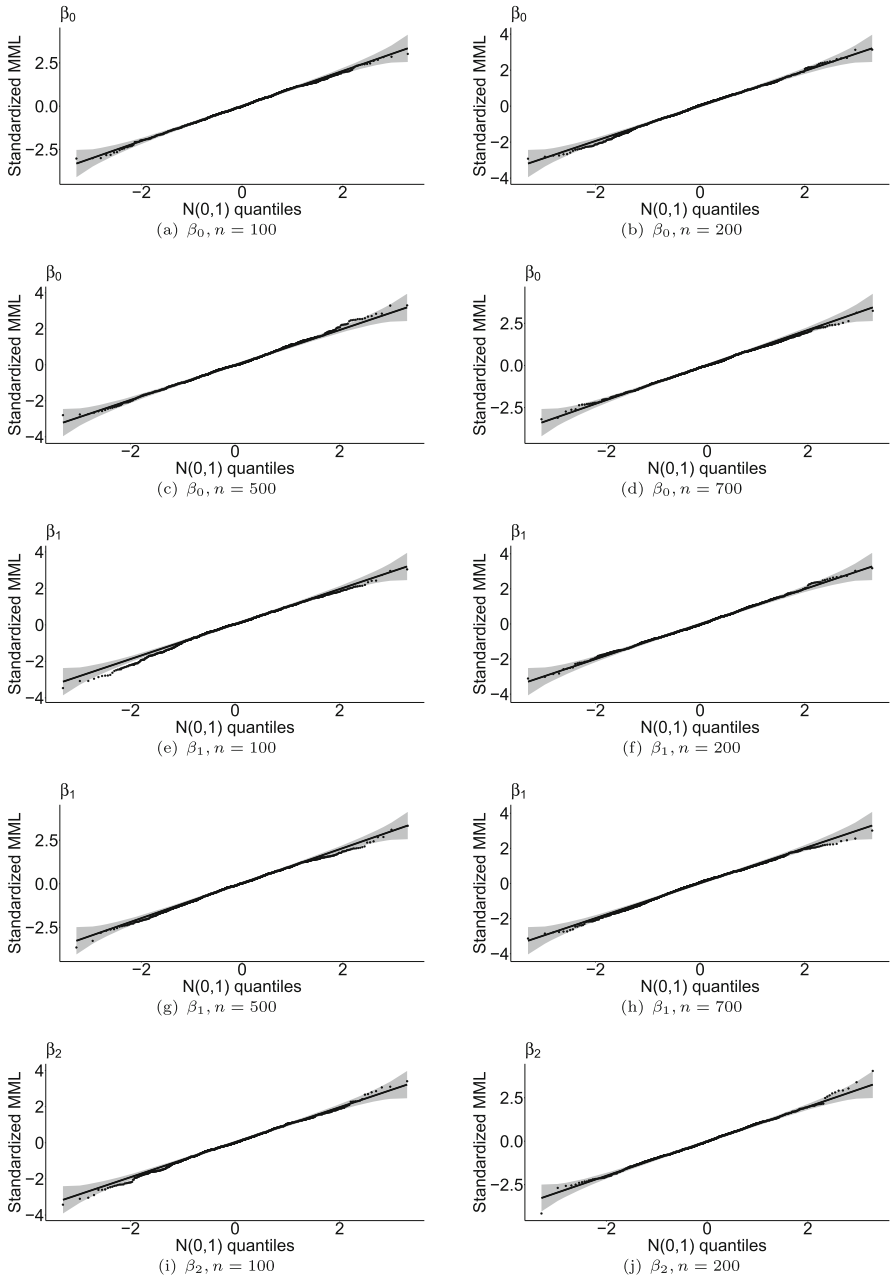 β0
Standardized MML
2.5
0.0
−2.5
−2 0 2
N(0,1) quantiles
(a) β0, n = 100
β0
Standardized MML
4
2
0
−2
−4
−2 0 2
N(0,1) quantiles
(b) β0, n = 200
β0
Standardized MML
4
2
0
−2
−4
−2 0 2
N(0,1) quantiles
(c) β0, n = 500
β0
Standardized MML
2.5
0.0
−2.5
−2 0 2
N(0,1) quantiles
(d) β0, n = 700
β1
Standardized MML
4
2
0
−2
−4
−2 0 2
N(0,1) quantiles
(e) β1, n = 100
β1
Standardized MML
4
2
0
−2
−4
−2 0 2
N(0,1) quantiles
(f) β1, n = 200
β1
Standardized MML
2.5
0.0
−2.5
−2 0 2
N(0,1) quantiles
(g) β1, n = 500
β1
Standardized MML
4
2
0
−2
−4
−2 0 2
N(0,1) quantiles
(h) β1, n = 700
β2
Standardized MML
4
2
0
−2
−4
−2 0 2
N(0,1) quantiles
(i) β2, n = 100
β2
Standardized MML
2.5
0.0
−2.5
−2 0 2
N(0,1) quantiles
(j) β2, n = 200